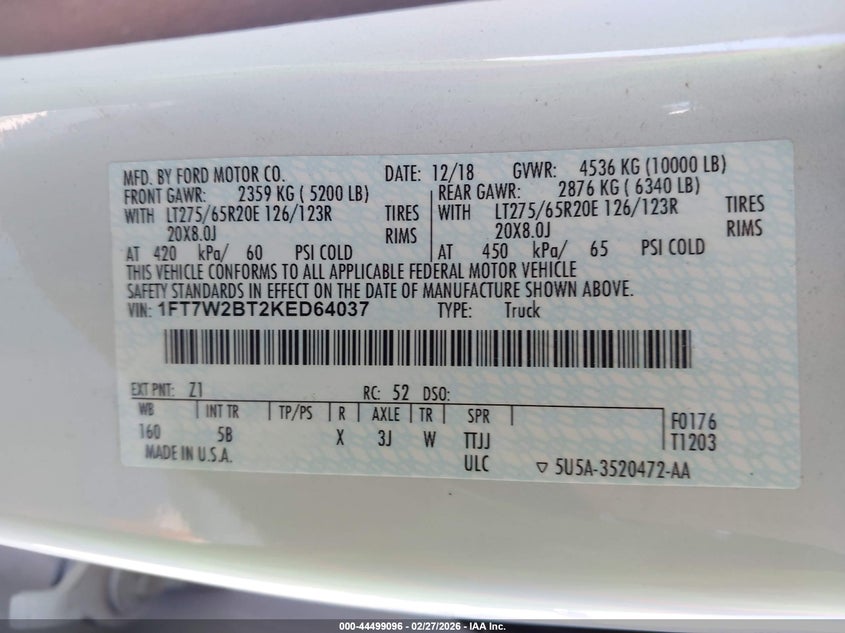 MFD. BY FORD MOTOR CO. DATE: 12/18 GVWR: 4536 KG (10000 LB)
FRONT GAWR: 2359 KG ( 5200 LB) REAR GAWR: 2876 KG ( 6340 LB)
WITH LT275/65R20E 126/123R TIRES WITH LT275/65R20E 126/123R TIRES
20X8.0J RIMS 20X8.0J RIMS
AT 420 kPa/ 60 PSI COLD AT 450 kPa/ 65 PSI COLD
THIS VEHICLE CONFORMS TO ALL APPLICABLE FEDERAL MOTOR VEHICLE
SAFETY STANDARDS IN EFFECT ON THE DATE OF MANUFACTURE SHOWN ABOVE.
VIN: 1FT7W2BT2KED64037 TYPE: Truck
EXT PNT: Z1 RC: 52 DSO:
WB INT TR TP/PS R AXLE TR SPR F0176
160 5B X 3J W TTJJ T1203
MADE IN U.S.A. ULC 5U5A-3520472-AA
000-44499096 - 02/27/2026 - IAA Inc.